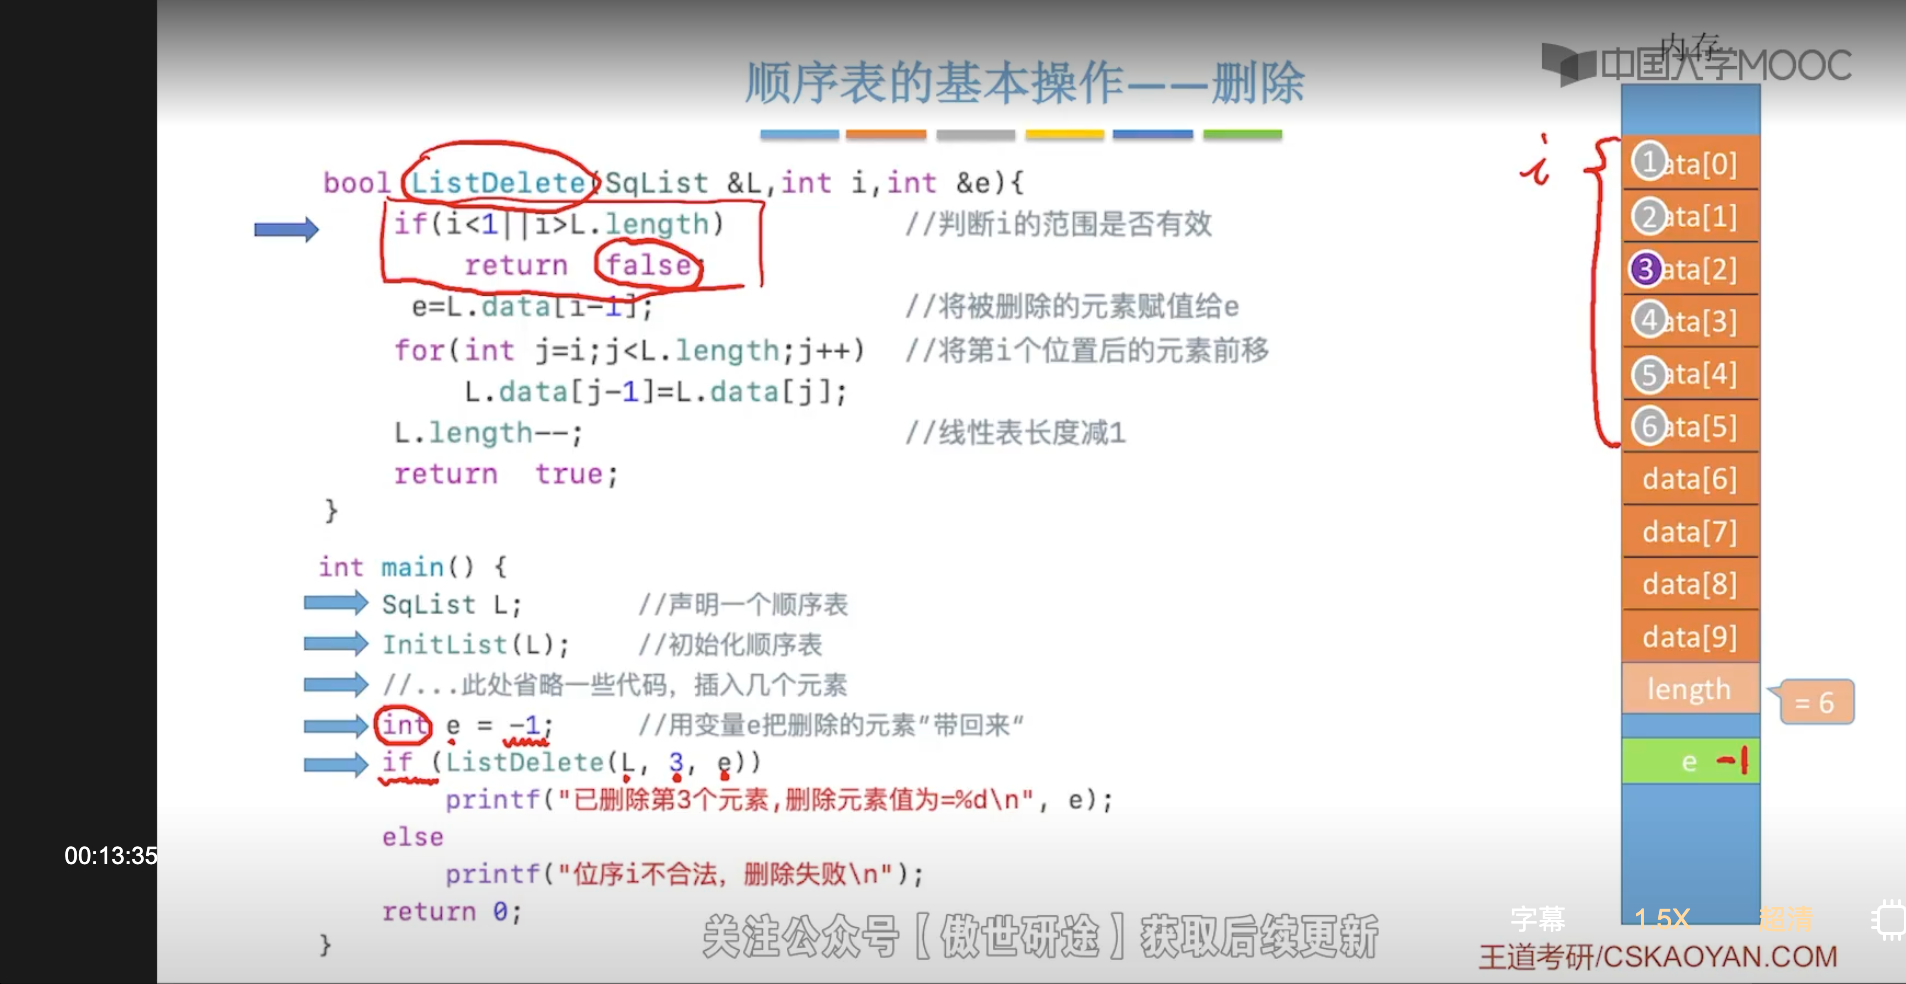 内存
中国大学MOOC
顺序表的基本操作——删除
bool ListDelete(SqList &L,int i,int &e){
if(i<1||i>L.length) //判断i的范围是否有效
return false;
e=L.data[i-1]; //将被删除的元素赋值给e
for(int j=i;j<L.length;j++) //将第i个位置后的元素前移
L.data[j-1]=L.data[j];
L.length--; //线性表长度减1
return true;
}
int main() {
SqList L; //声明一个顺序表
InitList(L); //初始化顺序表
//...此处省略一些代码，插入几个元素
int e = -1; //用变量e把删除的元素"带回来"
if (ListDelete(L, 3, e))
printf("已删除第3个元素,删除元素值为=%d\n", e);
else
printf("位序i不合法，删除失败\n");
return 0;
}
i
1 ata[0]
2 ata[1]
3 ata[2]
4 ata[3]
5 ata[4]
6 ata[5]
data[6]
data[7]
data[8]
data[9]
length
= 6
e -1
00:13:35
关注公众号【傲世研途】获取后续更新
字幕 1.5X 超清
王道考研/CSKAOYAN.COM